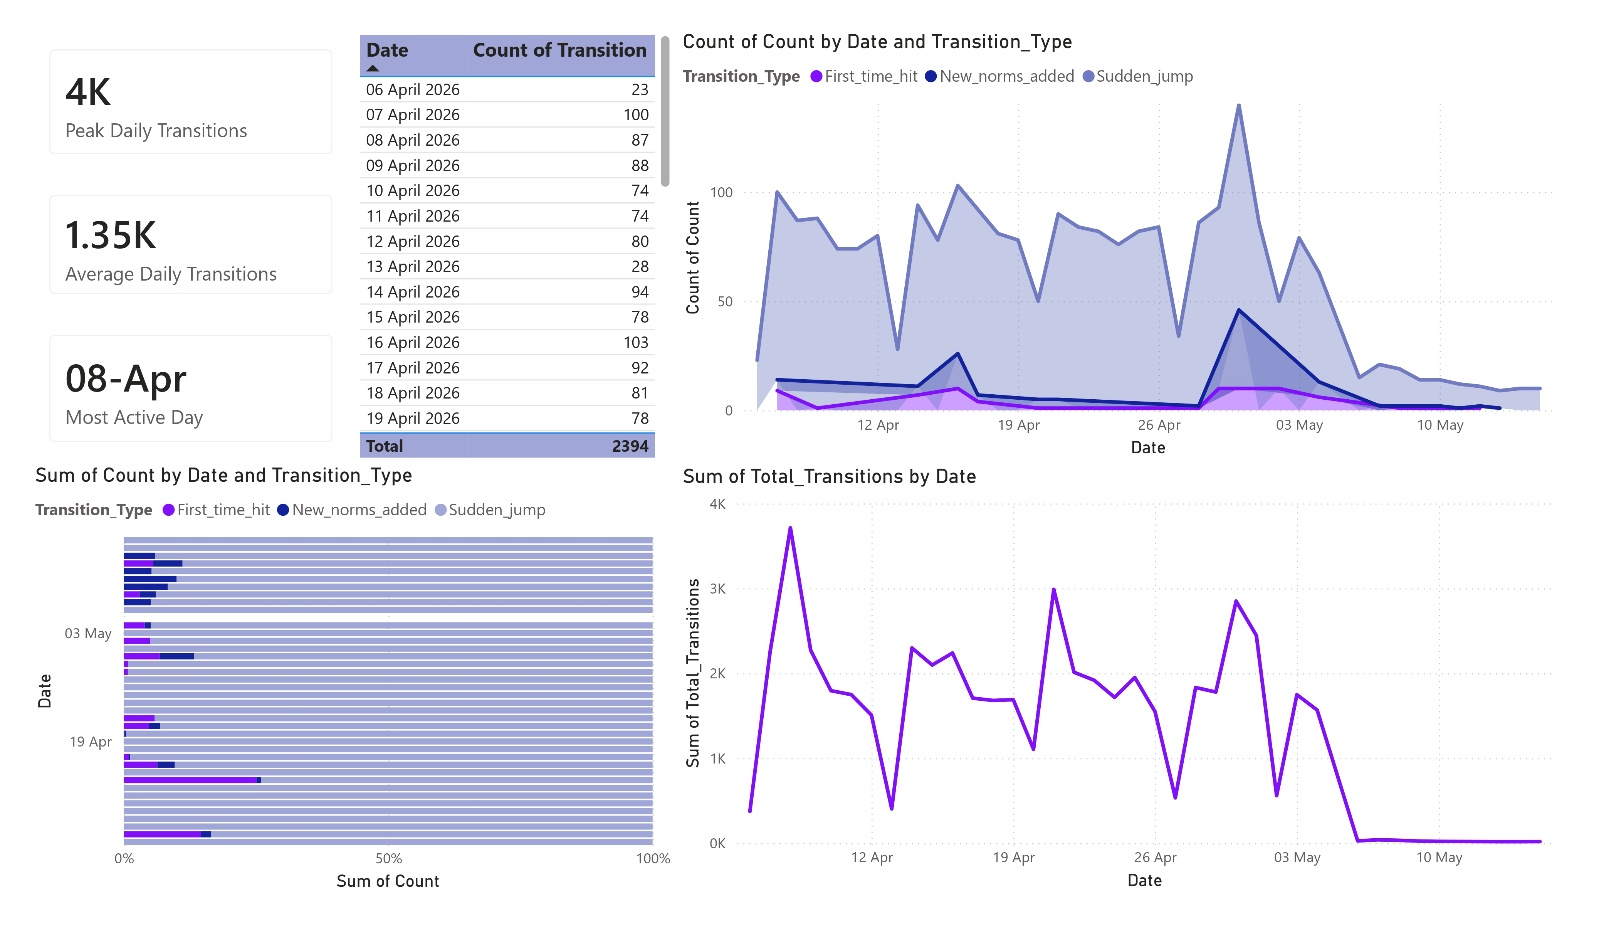 4K
Peak Daily Transitions
1.35K
Average Daily Transitions
08-Apr
Most Active Day
Date Count of Transition
06 April 2026 23
07 April 2026 100
08 April 2026 87
09 April 2026 88
10 April 2026 74
11 April 2026 74
12 April 2026 80
13 April 2026 28
14 April 2026 94
15 April 2026 78
16 April 2026 103
17 April 2026 92
18 April 2026 81
19 April 2026 78
Total 2394
Count of Count by Date and Transition_Type
Transition_Type First_time_hit New_norms_added Sudden_jump
Count of Count
100
50
0
12 Apr 19 Apr 26 Apr 03 May 10 May
Date
Sum of Count by Date and Transition_Type
Transition_Type First_time_hit New_norms_added Sudden_jump
Date
03 May
19 Apr
0% 50% 100%
Sum of Count
Sum of Total_Transitions by Date
Sum of Total_Transitions
4K
3K
2K
1K
0K
12 Apr 19 Apr 26 Apr 03 May 10 May
Date